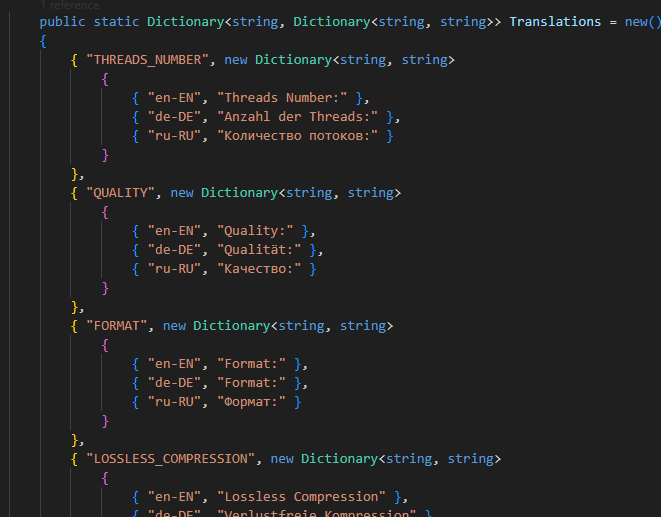 1 reference
public static Dictionary<string, Dictionary<string, string>> Translations = new()
{
{ "THREADS_NUMBER", new Dictionary<string, string>
{
{ "en-EN", "Threads Number:" },
{ "de-DE", "Anzahl der Threads:" },
{ "ru-RU", "Количество потоков:" }
}
},
{ "QUALITY", new Dictionary<string, string>
{
{ "en-EN", "Quality:" },
{ "de-DE", "Qualität:" },
{ "ru-RU", "Качество:" }
}
},
{ "FORMAT", new Dictionary<string, string>
{
{ "en-EN", "Format:" },
{ "de-DE", "Format:" },
{ "ru-RU", "Формат:" }
}
},
{ "LOSSLESS_COMPRESSION", new Dictionary<string, string>
{
{ "en-EN", "Lossless Compression" },
{ "de-DE", "Verlustfreie Kompression" },